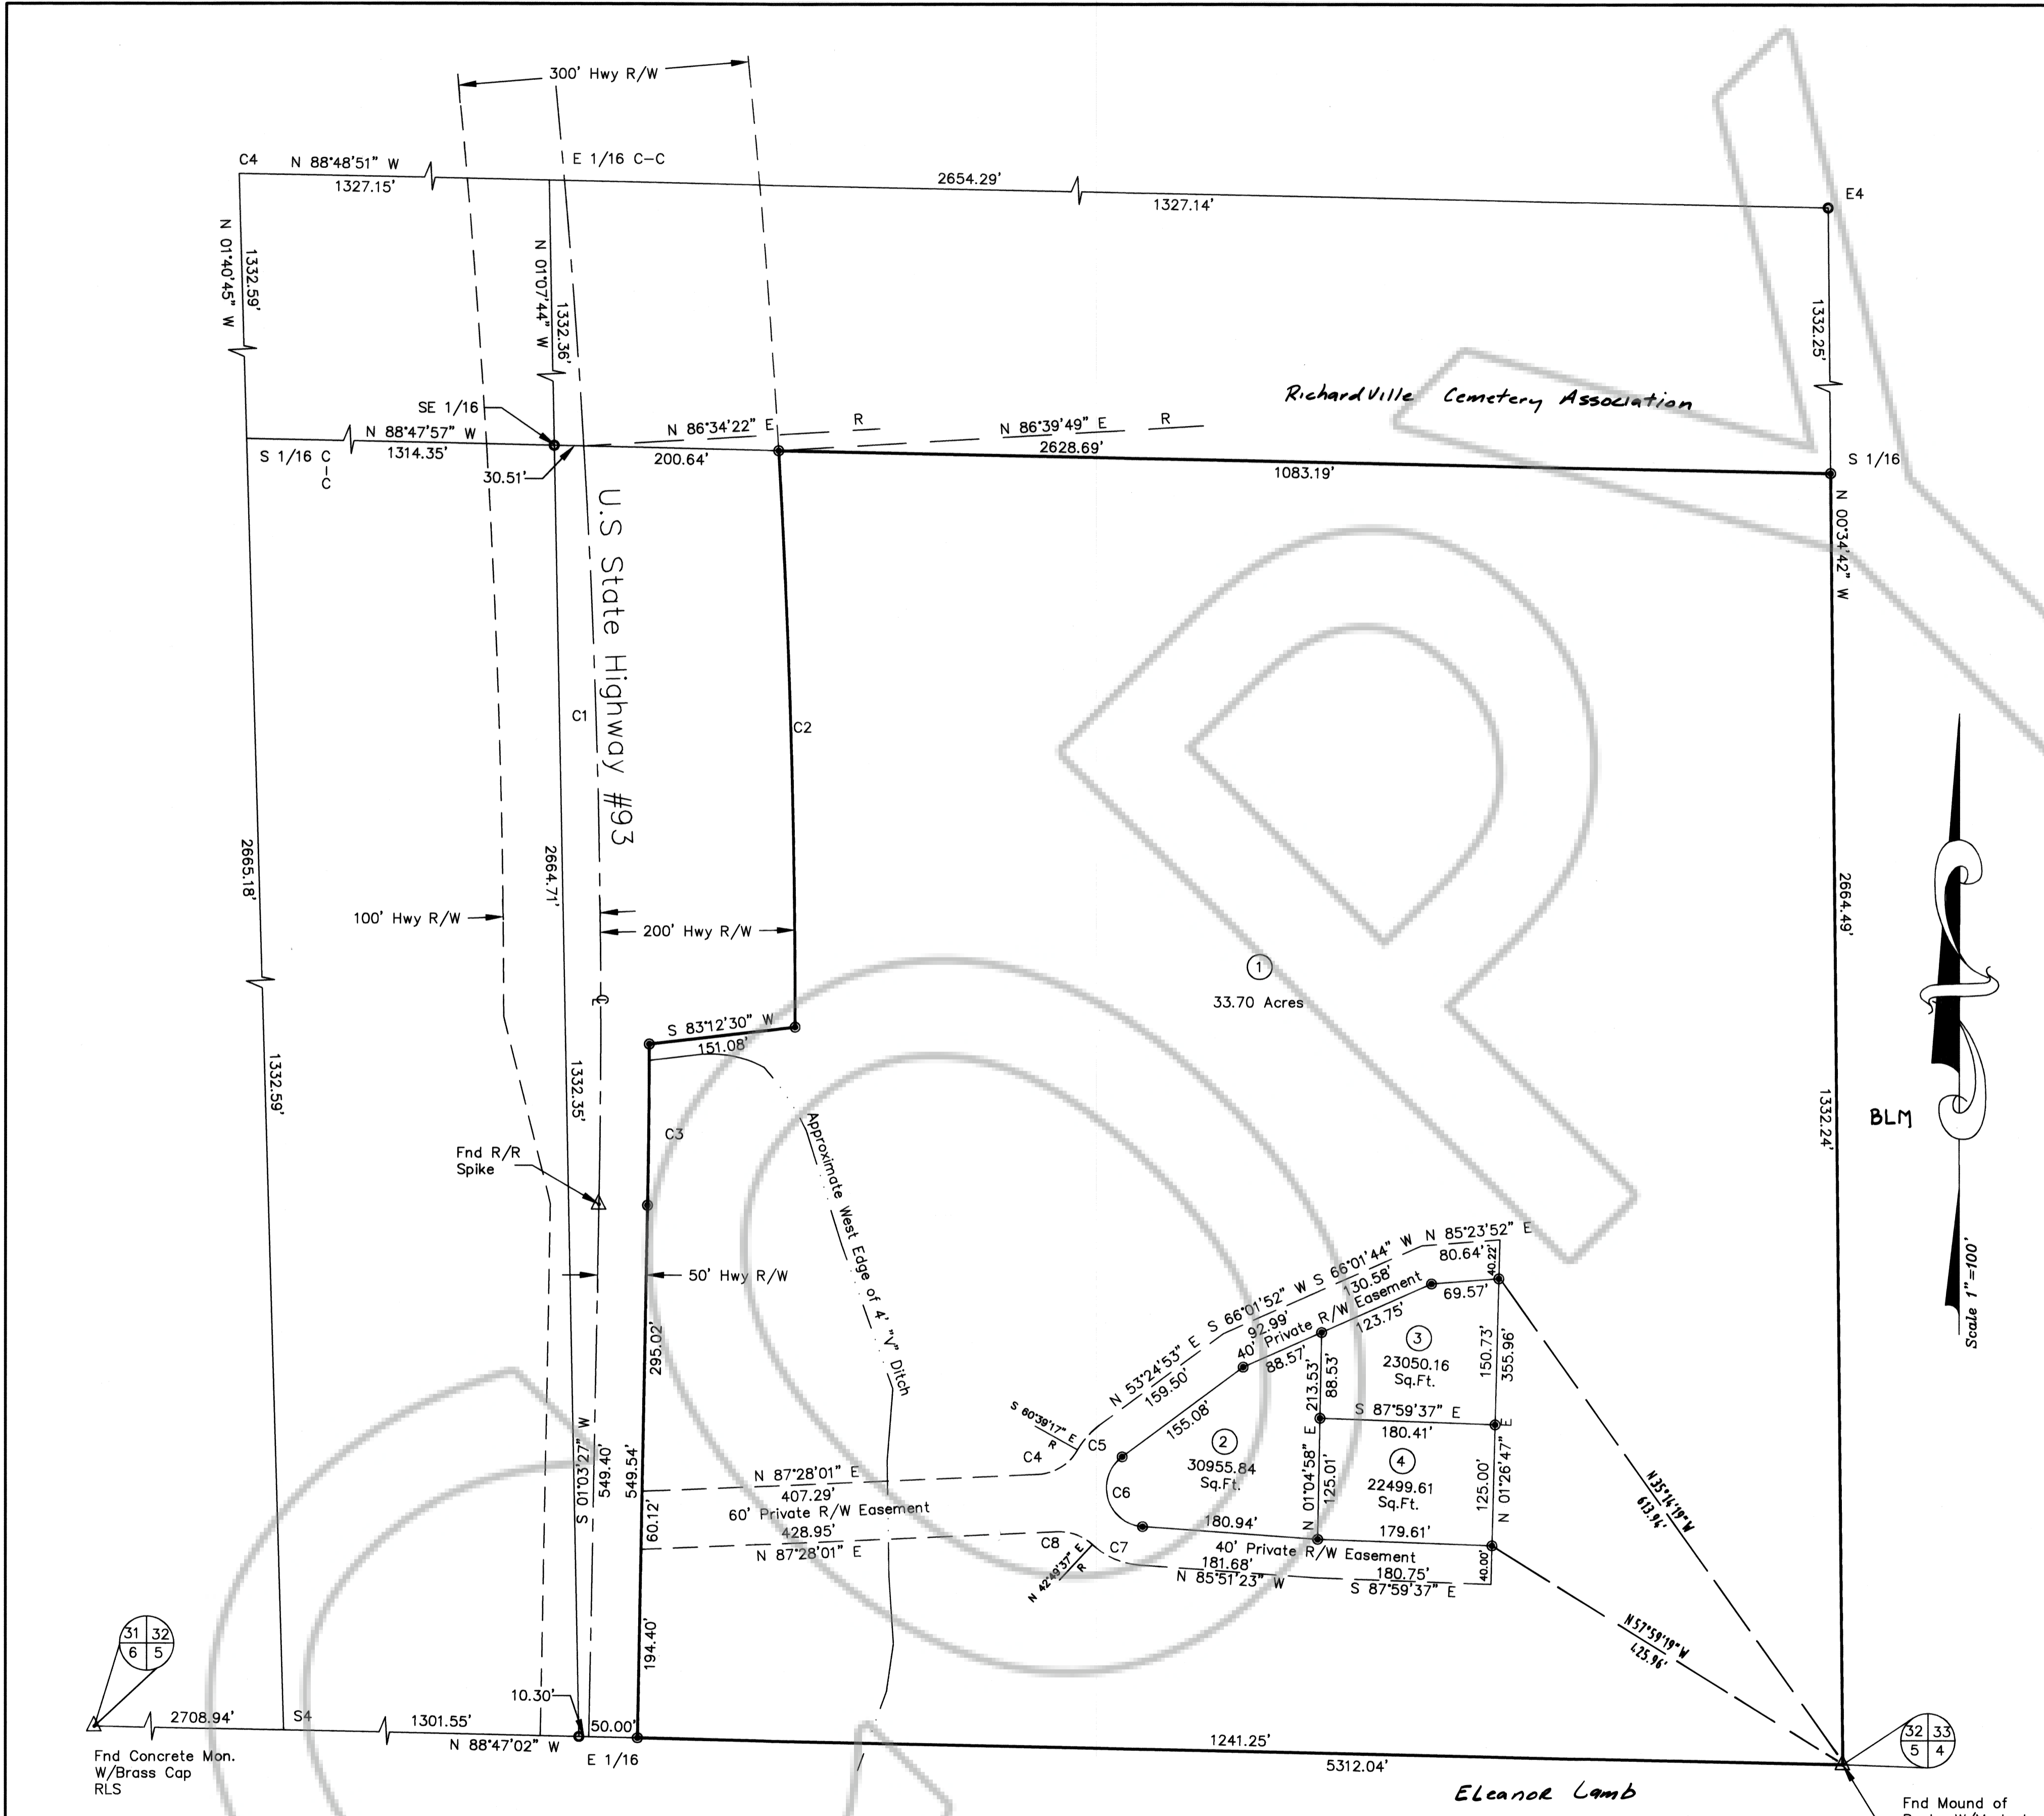 300' Hwy R/W
C4
N 88°48'51" W
1327.15'
E 1/16 C-C
2654.29'
1327.14'
E4
N 01°40'45" W
1332.59'
N 01°07'44" W
1332.36'
1332.25'
Richardville Cemetery Association
SE 1/16
N 88°47'57" W
1314.35'
S 1/16 C
-
C
30.51'
N 86°34'22" E
R
200.64'
N 86°39'49" E
R
2628.69'
1083.19'
S 1/16
N 00°34'42" W
U.S State Highway #93
C1
C2
2665.18'
2664.71'
2664.49'
100' Hwy R/W
200' Hwy R/W
1
33.70 Acres
CL
S 83°12'30" W
151.08'
1332.59'
1332.35'
1332.24'
BLM
Scale 1"=100'
C3
Approximate West Edge of 4' "V" Ditch
Fnd R/R
Spike
50' Hwy R/W
295.02'
N 85°23'52" E
80.64'
40.22'
S 66°01'44" W
130.58'
S 66°01'52" W
92.99'
40' Private R/W Easement
123.75'
69.57'
88.57'
N 53°24'53" E
159.50'
155.08'
3
23050.16
Sq.Ft.
150.73'
355.96'
213.53'
88.53'
S 87°59'37" E
180.41'
S 60°39'17" E
R
C4
C5
2
30955.84
Sq.Ft.
C6
4
22499.61
Sq.Ft.
N 01°04'58" E
125.01'
125.00'
N 01°26'47" E
N 35°14'19" W
613.94'
S 01°03'27" W
549.40'
549.54'
N 87°28'01" E
407.29'
60' Private R/W Easement
60.12'
428.95'
N 87°28'01" E
180.94'
179.61'
40' Private R/W Easement
C8
C7
N 42°49'37" E
R
181.68'
N 85°51'23" W
180.75'
S 87°59'37" E
40.00'
N 57°59'19" W
425.96'
194.40'
31 32
6 5
2708.94'
S4
1301.55'
10.30'
50.00'
N 88°47'02" W
E 1/16
1241.25'
5312.04'
32 33
5 4
Fnd Concrete Mon.
W/Brass Cap
RLS
Eleanor Lamb
Fnd Mound of
COPY